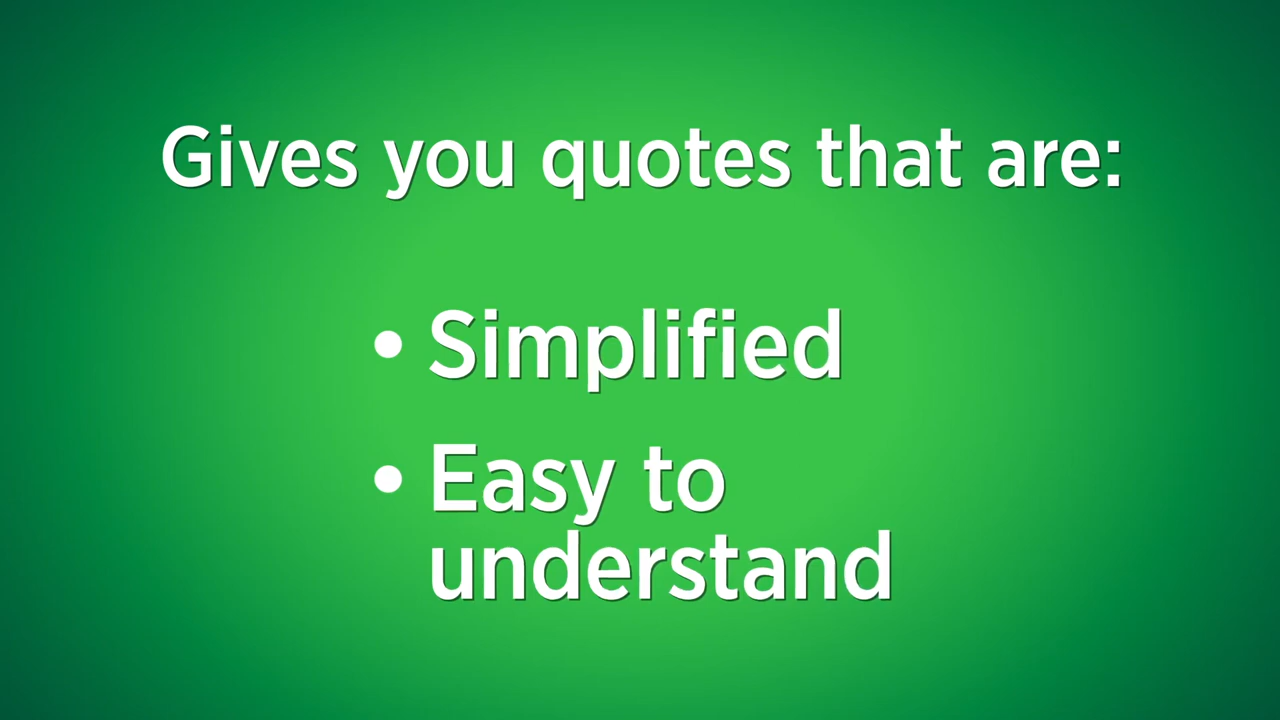 Gives you quotes that are:
• Simplified
• Easy to
understand